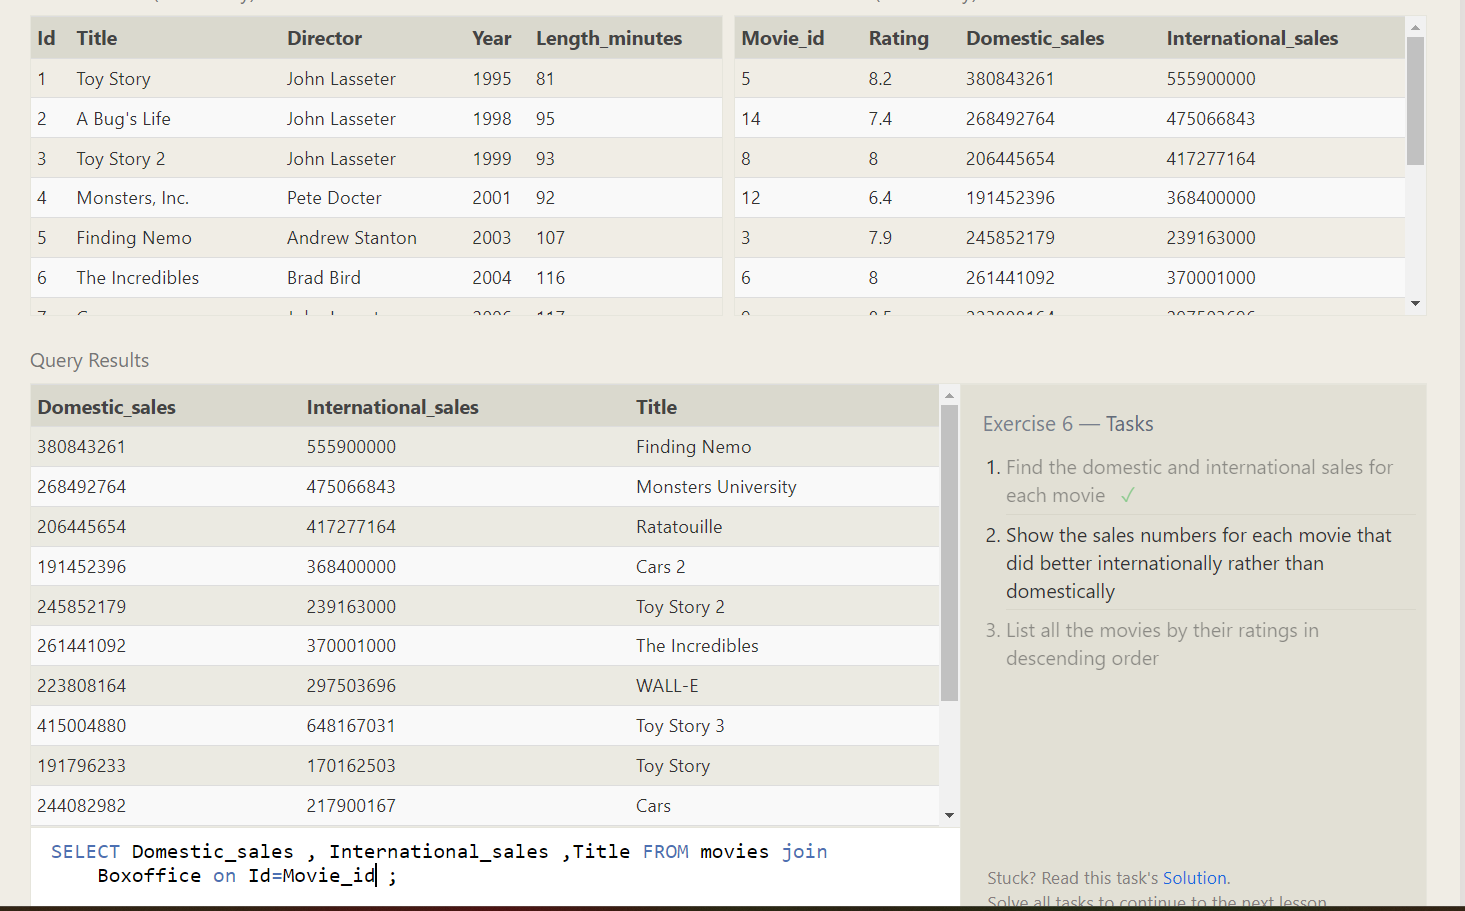 Id Title Director Year Length_minutes
1 Toy Story John Lasseter 1995 81
2 A Bug's Life John Lasseter 1998 95
3 Toy Story 2 John Lasseter 1999 93
4 Monsters, Inc. Pete Docter 2001 92
5 Finding Nemo Andrew Stanton 2003 107
6 The Incredibles Brad Bird 2004 116
Movie_id Rating Domestic_sales International_sales
5 8.2 380843261 555900000
14 7.4 268492764 475066843
8 8 206445654 417277164
12 6.4 191452396 368400000
3 7.9 245852179 239163000
6 8 261441092 370001000
Query Results
Domestic_sales International_sales Title
380843261 555900000 Finding Nemo
268492764 475066843 Monsters University
206445654 417277164 Ratatouille
191452396 368400000 Cars 2
245852179 239163000 Toy Story 2
261441092 370001000 The Incredibles
223808164 297503696 WALL-E
415004880 648167031 Toy Story 3
191796233 170162503 Toy Story
244082982 217900167 Cars
SELECT Domestic_sales , International_sales ,Title FROM movies join
Boxoffice on Id=Movie_id ;
Exercise 6 — Tasks
1. Find the domestic and international sales for
each movie ✓
2. Show the sales numbers for each movie that
did better internationally rather than
domestically
3. List all the movies by their ratings in
descending order
Stuck? Read this task's Solution.
Solve all tasks to continue to the next lesson.